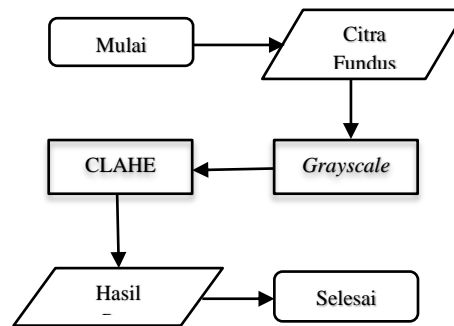 Mulai
Citra
Fundus
CLAHE
Grayscale
Hasil
Selesai